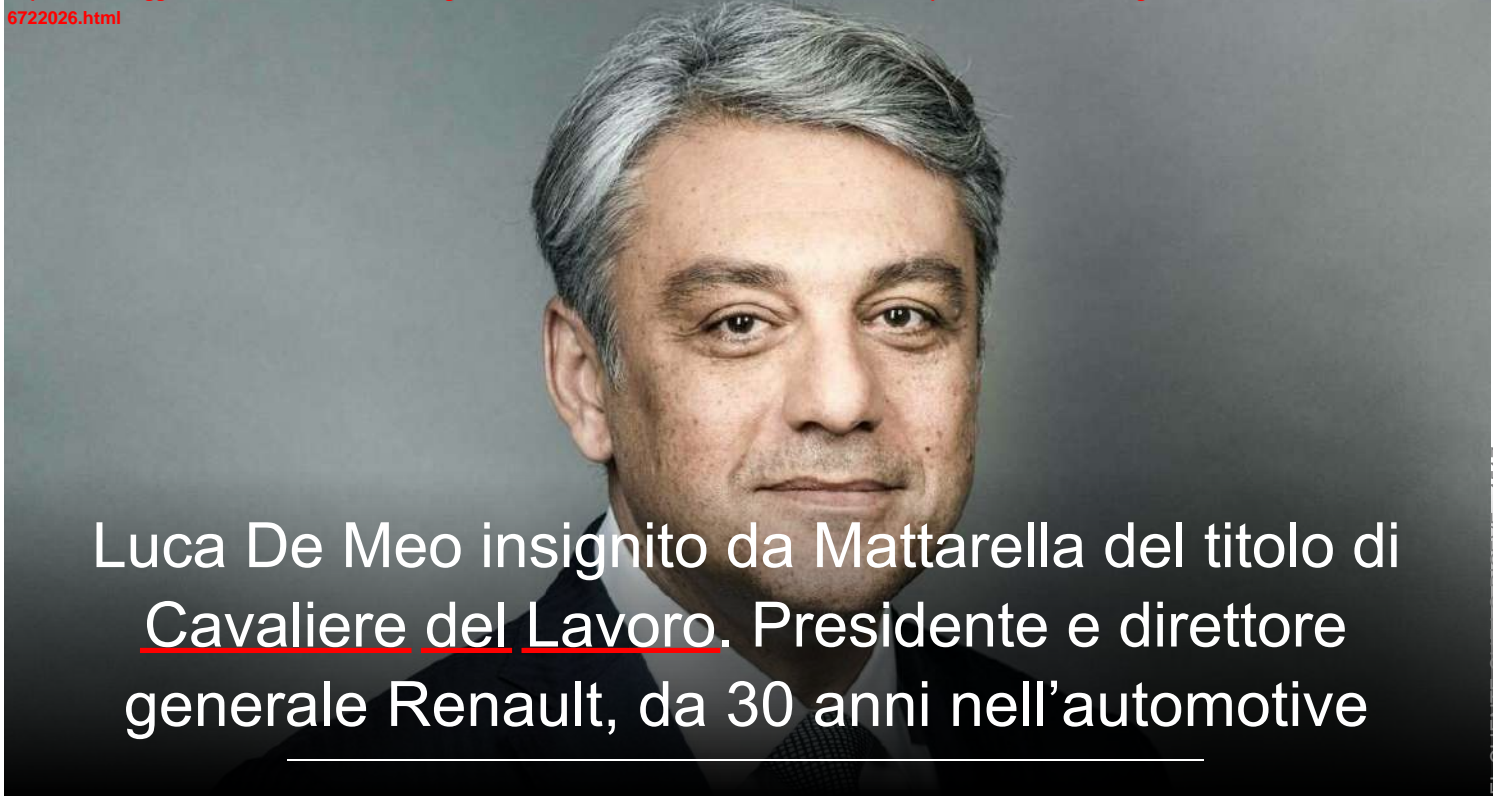 6722026.html
Luca De Meo insignito da Mattarella del titolo di
Cavaliere del Lavoro. Presidente e direttore
generale Renault, da 30 anni nell’automotive